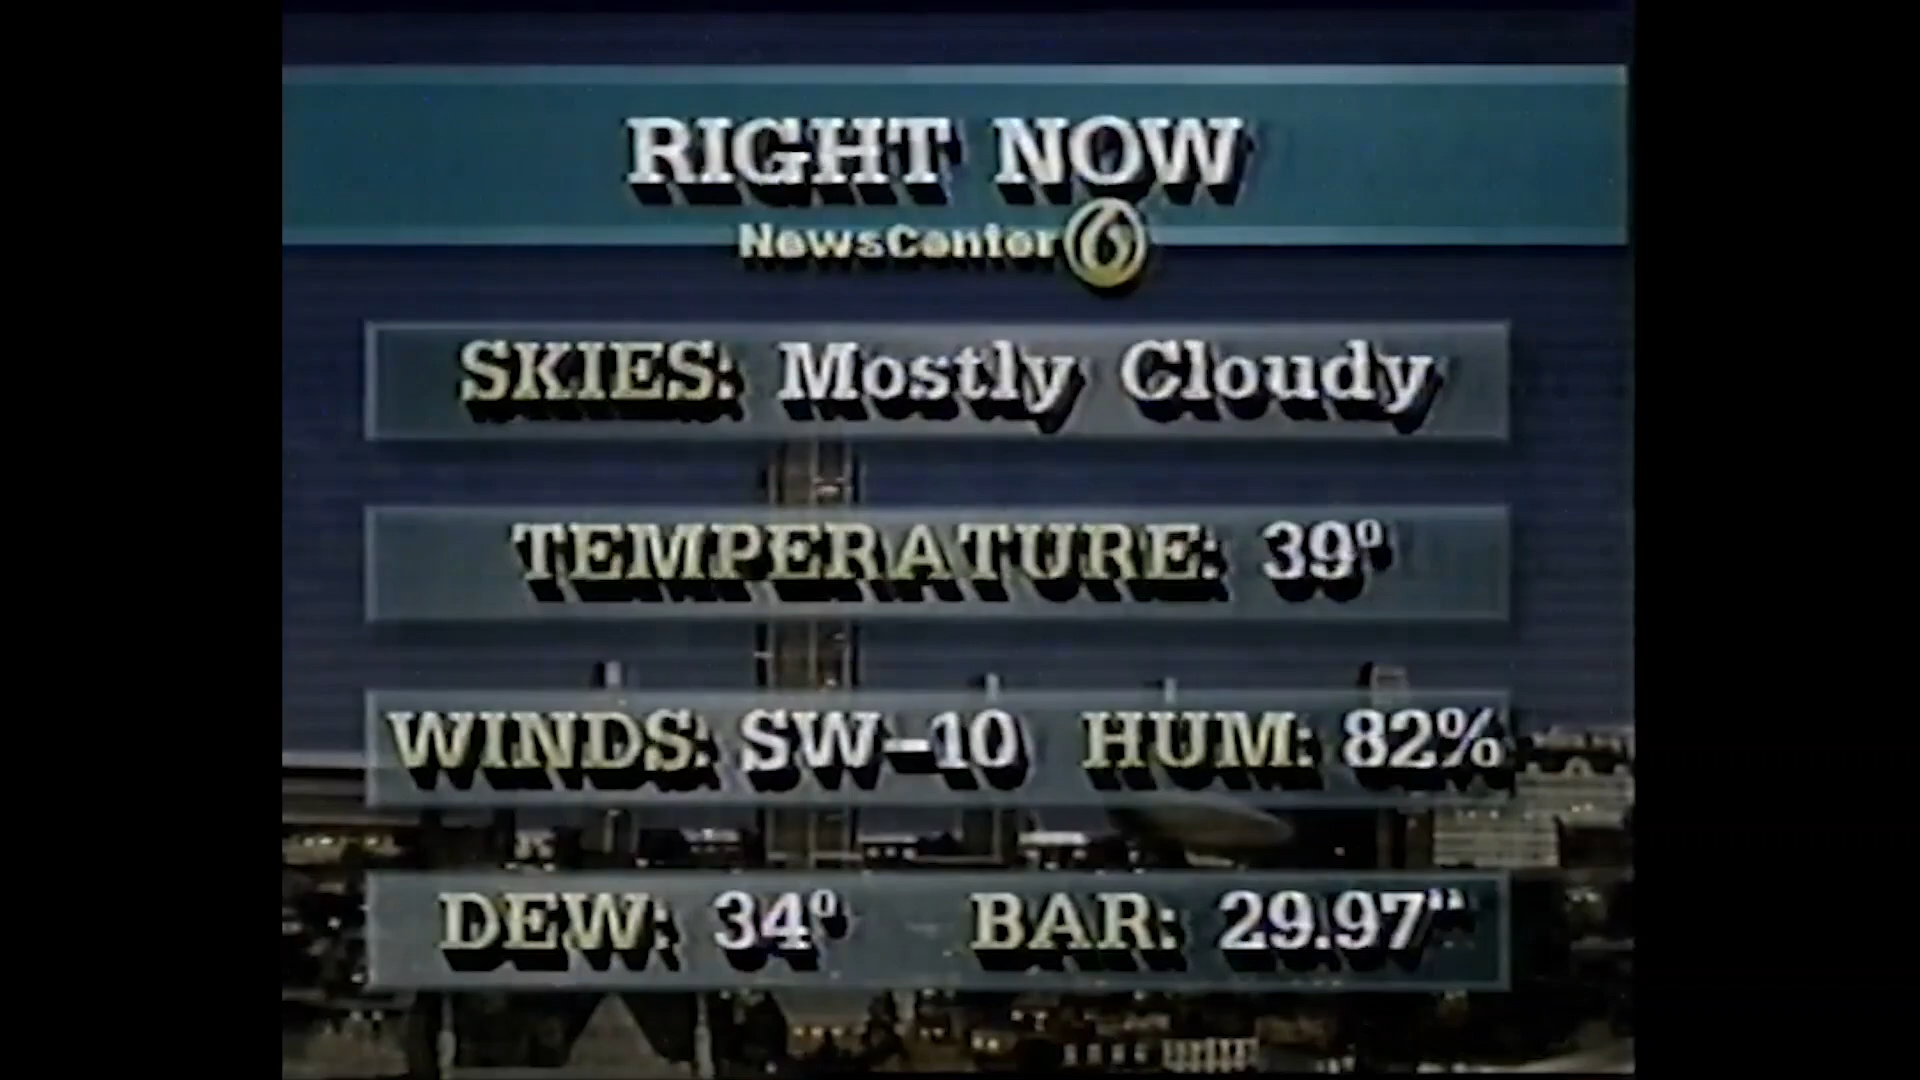 RIGHT NOW
NewsCenter 6
SKIES: Mostly Cloudy
TEMPERATURE: 39°
WINDS: SW-10 HUM: 82%
DEW: 34° BAR: 29.97"